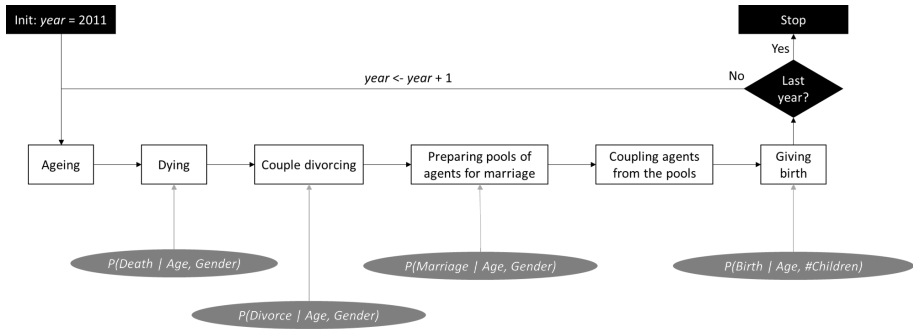 Init: year = 2011
Stop
Yes
year <- year + 1
No
Last
year?
Ageing
Dying
Couple divorcing
Preparing pools of
agents for marriage
Coupling agents
from the pools
Giving
birth
P(Death | Age, Gender)
P(Marriage | Age, Gender)
P(Birth | Age, #Children)
P(Divorce | Age, Gender)